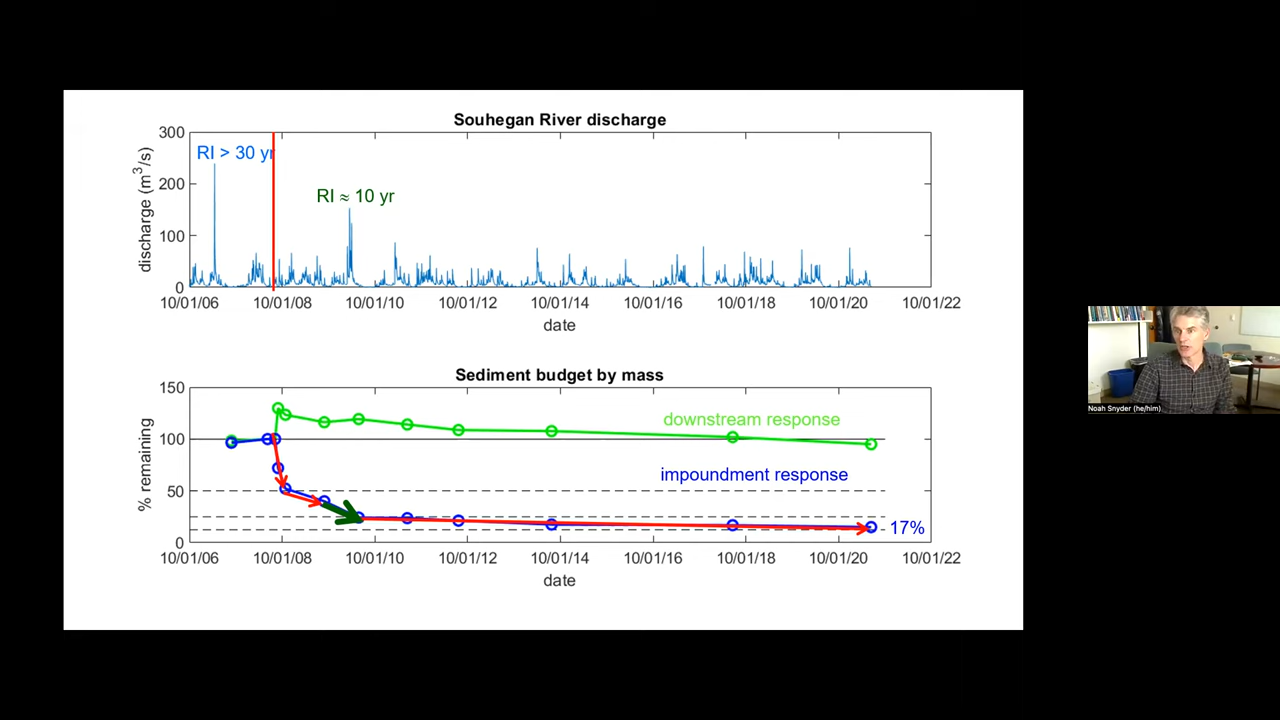 Souhegan River discharge
300
200
100
0
discharge (m³/s)
RI > 30 yr
RI ≈ 10 yr
10/01/06 10/01/08 10/01/10 10/01/12 10/01/14 10/01/16 10/01/18 10/01/20 10/01/22
date
Sediment budget by mass
150
100
50
0
% remaining
downstream response
impoundment response
17%
10/01/06 10/01/08 10/01/10 10/01/12 10/01/14 10/01/16 10/01/18 10/01/20 10/01/22
date
Noah Snyder (he/him)